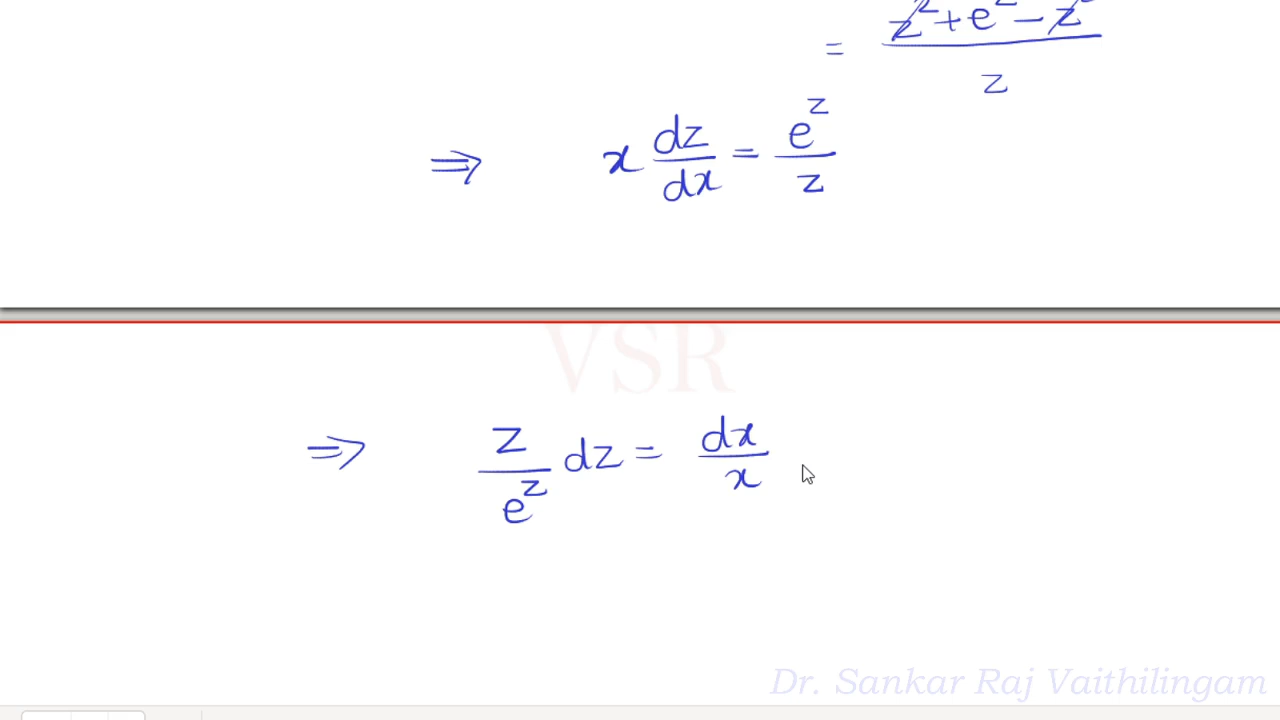 = (z² + e^z − z²)/z
⇒ x dz/dx = e^z/z
VSR
⇒ z/e^z dz = dx/x
Dr. Sankar Raj Vaithilingam